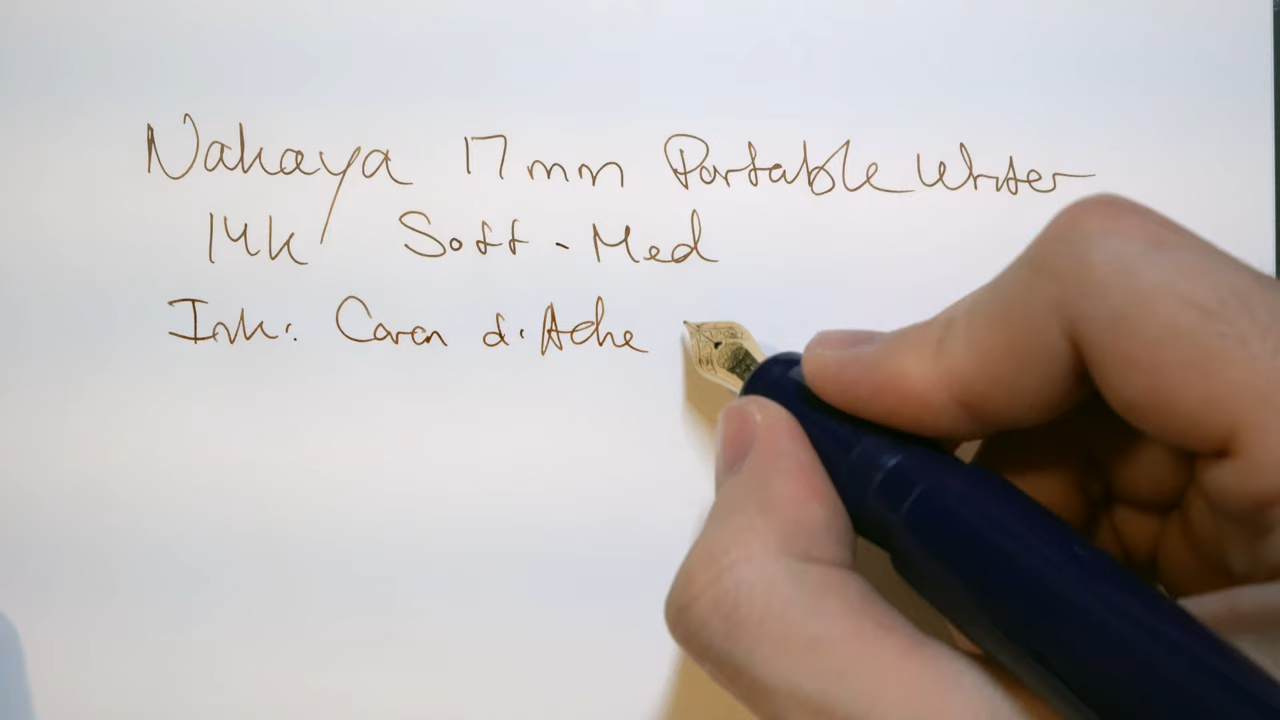 Nakaya 17mm Portable Writer
14k Soft-Med
Ink: Caran d'Ache